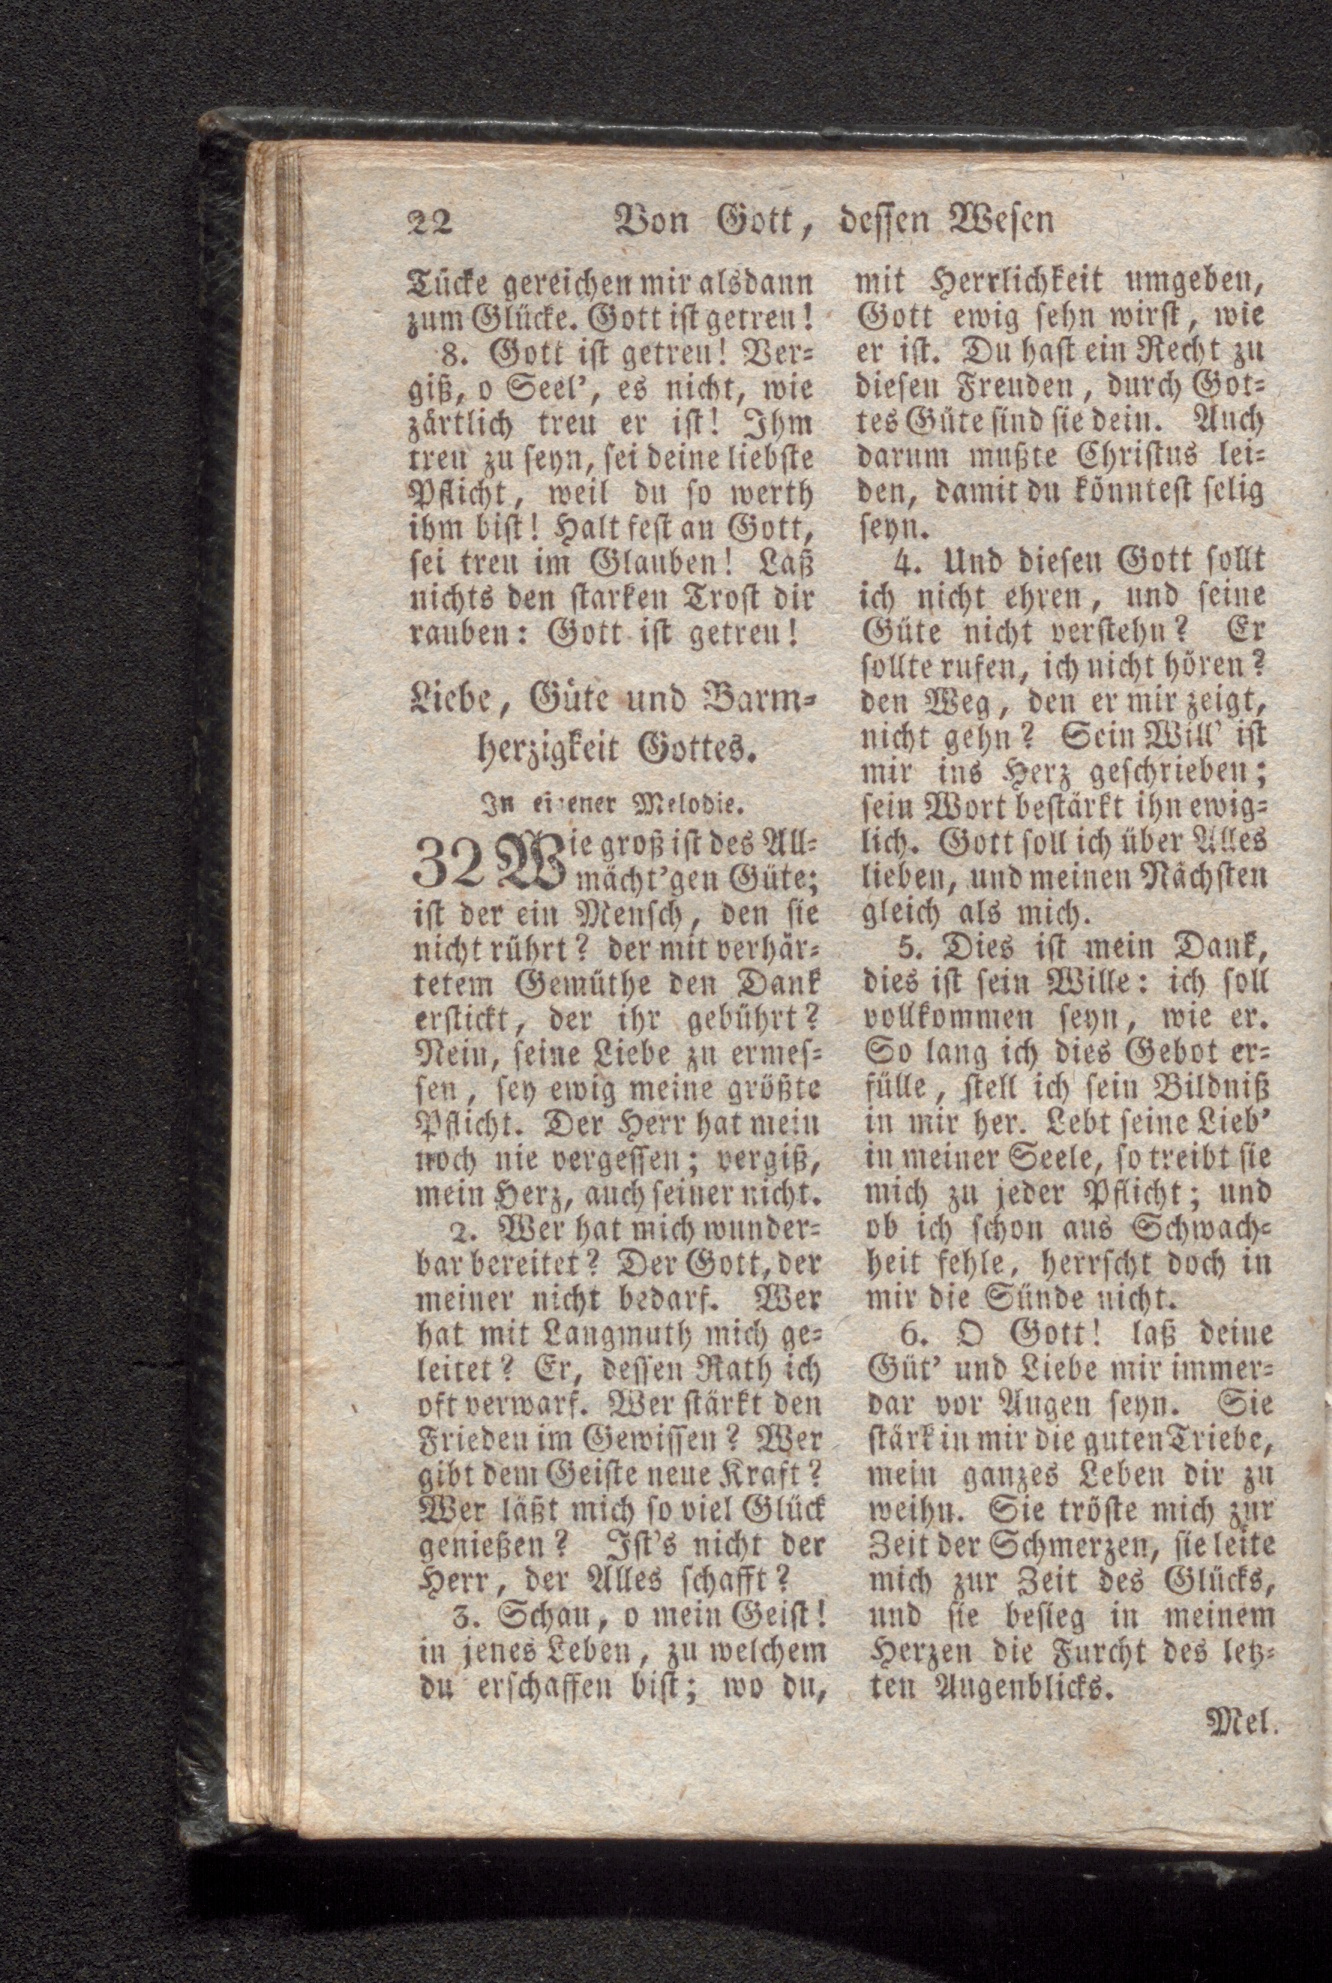 22 Von Gott, dessen Wesen
Tücke gereichen mir alsdann
zum Glücke. Gott ist getreu!
8. Gott ist getreu! Ver-
giß, o Seel', es nicht, wie
zärtlich treu er ist! Ihm
treu zu seyn, sei deine liebste
Pflicht, weil du so werth
ihm bist! Halt fest an Gott,
sei treu im Glauben! Laß
nichts den starken Trost dir
rauben: Gott ist getreu!
Liebe, Güte und Barm-
herzigkeit Gottes.
In eigener Melodie.
32 Wie groß ist des All-
mächt'gen Güte;
ist der ein Mensch, den sie
nicht rührt? der mit verhär-
tetem Gemüthe den Dank
erstickt, der ihr gebührt?
Nein, seine Liebe zu ermes-
sen, sey ewig meine größte
Pflicht. Der Herr hat mein
noch nie vergessen; vergiß,
mein Herz, auch seiner nicht.
2. Wer hat mich wunder-
bar bereitet? Der Gott, der
meiner nicht bedarf. Wer
hat mit Langmuth mich ge-
leitet? Er, dessen Rath ich
oft verwarf. Wer stärkt den
Frieden im Gewissen? Wer
gibt dem Geiste neue Kraft?
Wer läßt mich so viel Glück
genießen? Ist's nicht der
Herr, der Alles schafft?
3. Schau, o mein Geist!
in jenes Leben, zu welchem
du erschaffen bist; wo du,
mit Herrlichkeit umgeben,
Gott ewig sehn wirst, wie
er ist. Du hast ein Recht zu
diesen Freuden, durch Got-
tes Güte sind sie dein. Auch
darum mußte Christus lei-
den, damit du könntest selig
seyn.
4. Und diesen Gott sollt
ich nicht ehren, und seine
Güte nicht verstehn? Er
sollte rufen, ich nicht hören?
den Weg, den er mir zeigt,
nicht gehn? Sein Will' ist
mir ins Herz geschrieben;
sein Wort bestärkt ihn ewig-
lich. Gott soll ich über Alles
lieben, und meinen Nächsten
gleich als mich.
5. Dies ist mein Dank,
dies ist sein Wille: ich soll
vollkommen seyn, wie er.
So lang ich dies Gebot er-
fülle, stell ich sein Bildniß
in mir her. Lebt seine Lieb'
in meiner Seele, so treibt sie
mich zu jeder Pflicht; und
ob ich schon aus Schwach-
heit fehle, herrscht doch in
mir die Sünde nicht.
6. O Gott! laß deine
Güt' und Liebe mir immer-
dar vor Augen seyn. Sie
stärk in mir die guten Triebe,
mein ganzes Leben dir zu
weihn. Sie tröste mich zur
Zeit der Schmerzen, sie leite
mich zur Zeit des Glücks,
und sie besieg in meinem
Herzen die Furcht des letz-
ten Augenblicks.
Mel.